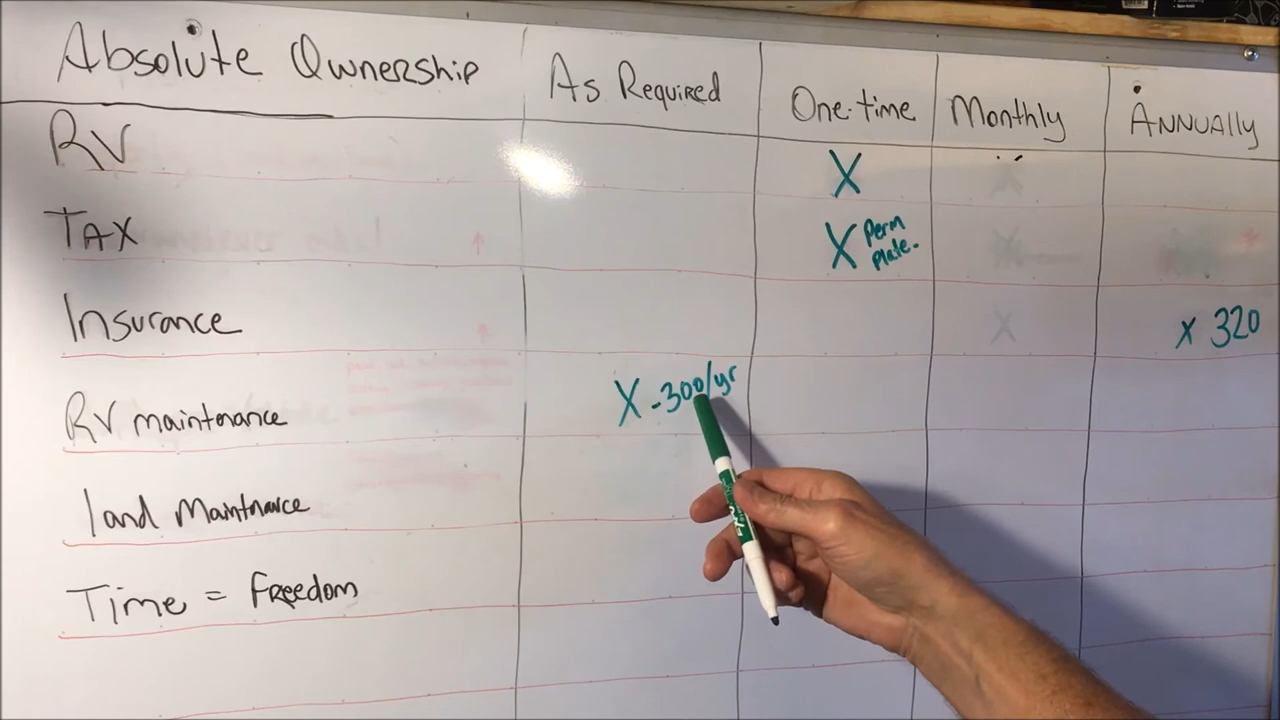 Absolute Ownership As Required One-time Monthly Annually
RV X
Tax X Perm Plate.
Insurance x 320
RV maintenance X - 300/yr
land Maintnance
Time = Freedom